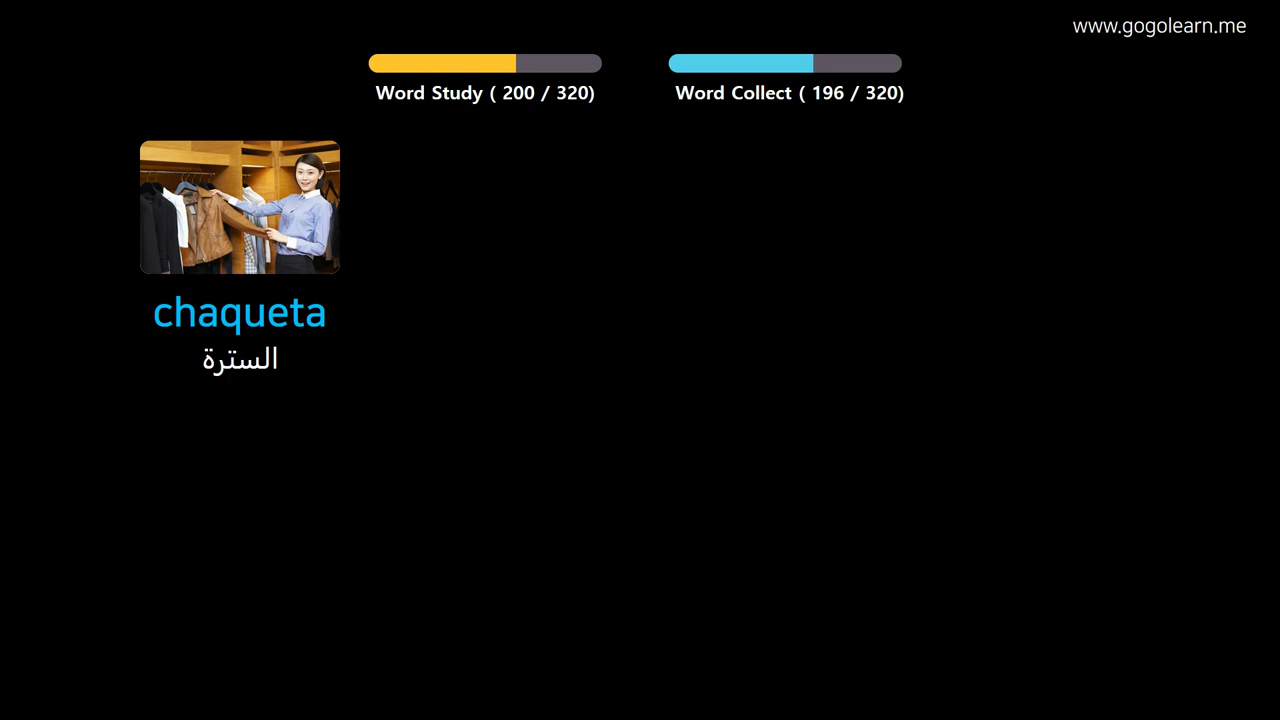 www.gogolearn.me
Word Study ( 200 / 320)
Word Collect ( 196 / 320)
chaqueta
السترة